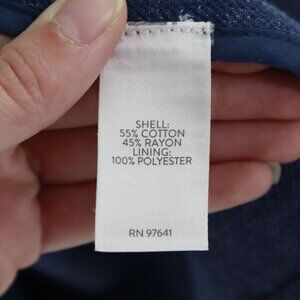 SHELL:
55% COTTON
45% RAYON
LINING:
100% POLYESTER
RN 97641